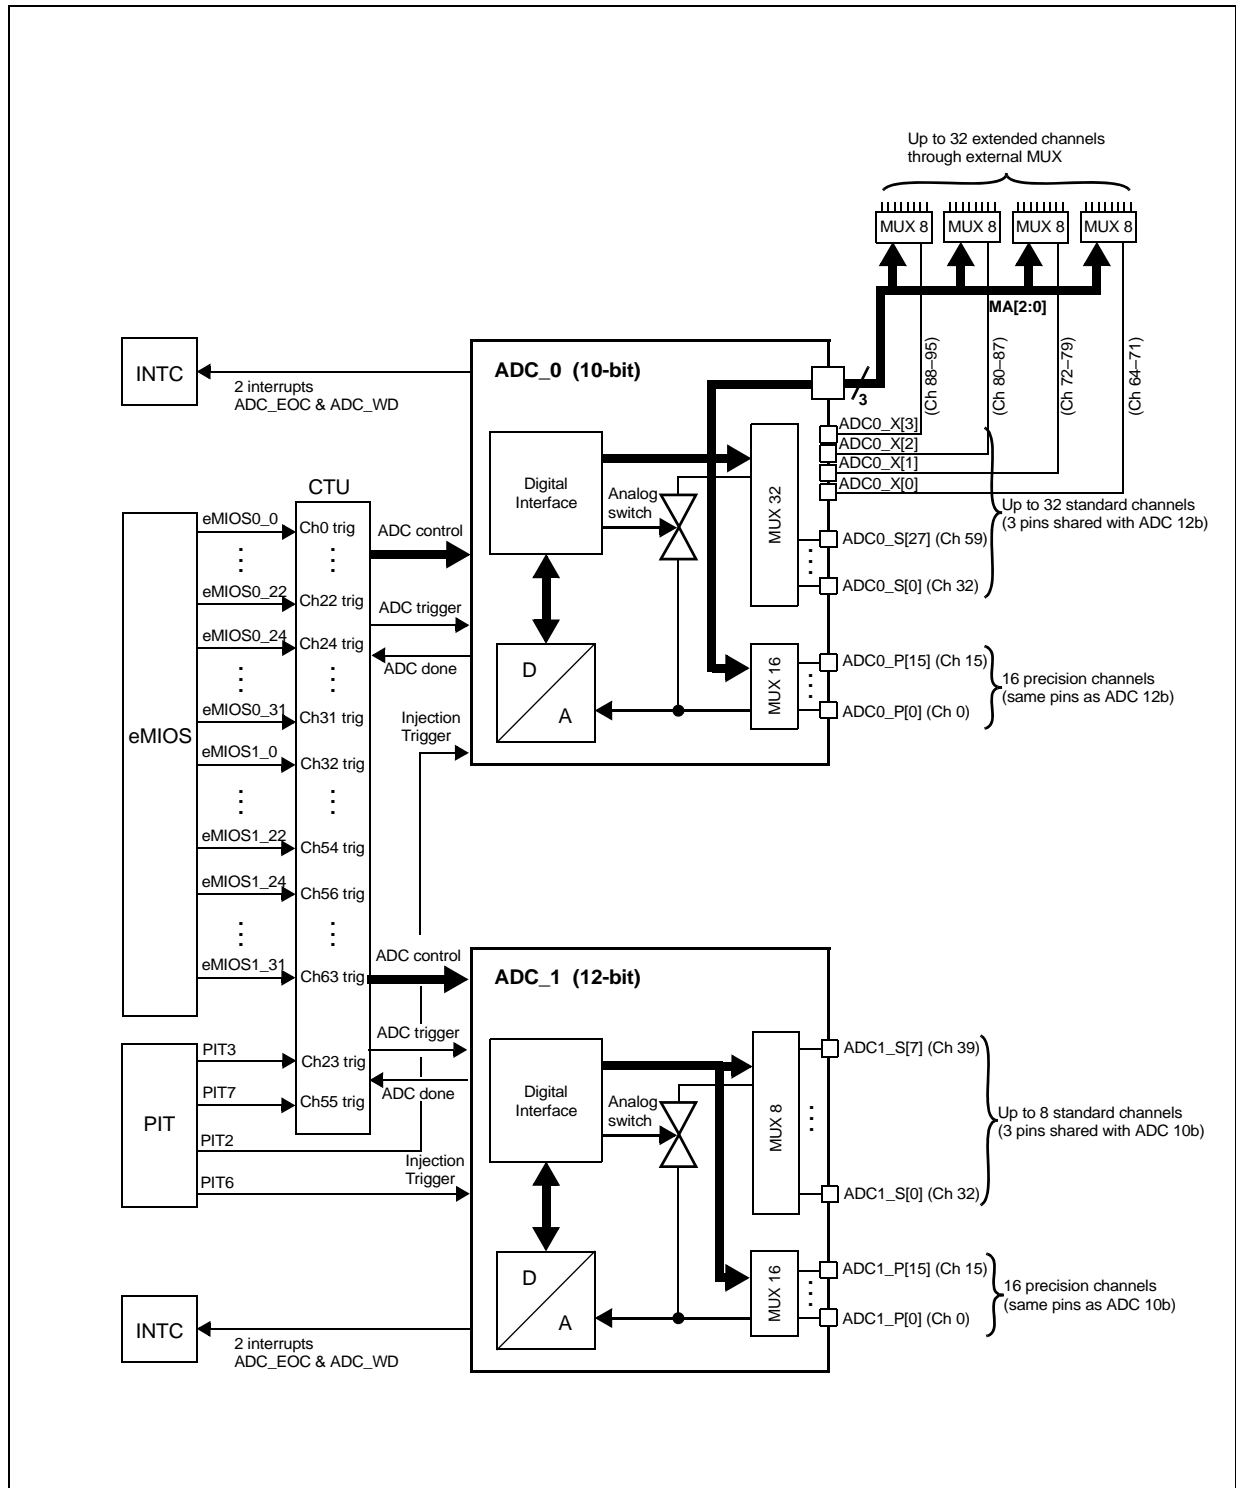 Up to 32 extended channels
through external MUX
MUX 8
MUX 8
MUX 8
MUX 8
MA[2:0]
(Ch 88–95)
(Ch 80–87)
(Ch 72–79)
(Ch 64–71)
INTC
2 interrupts
ADC_EOC & ADC_WD
ADC_0 (10-bit)
3
ADC0_X[3]
ADC0_X[2]
ADC0_X[1]
ADC0_X[0]
Digital
Interface
Analog
switch
MUX 32
ADC0_S[27] (Ch 59)
ADC0_S[0] (Ch 32)
Up to 32 standard channels
(3 pins shared with ADC 12b)
D
A
MUX 16
ADC0_P[15] (Ch 15)
ADC0_P[0] (Ch 0)
16 precision channels
(same pins as ADC 12b)
CTU
eMIOS
eMIOS0_0
Ch0 trig
eMIOS0_22
Ch22 trig
eMIOS0_24
Ch24 trig
eMIOS0_31
Ch31 trig
eMIOS1_0
Ch32 trig
eMIOS1_22
Ch54 trig
eMIOS1_24
Ch56 trig
eMIOS1_31
Ch63 trig
ADC control
ADC trigger
ADC done
Injection
Trigger
ADC control
ADC trigger
ADC done
Injection
Trigger
PIT
PIT3
Ch23 trig
PIT7
Ch55 trig
PIT2
PIT6
ADC_1 (12-bit)
Digital
Interface
Analog
switch
MUX 8
ADC1_S[7] (Ch 39)
ADC1_S[0] (Ch 32)
Up to 8 standard channels
(3 pins shared with ADC 10b)
D
A
MUX 16
ADC1_P[15] (Ch 15)
ADC1_P[0] (Ch 0)
16 precision channels
(same pins as ADC 10b)
INTC
2 interrupts
ADC_EOC & ADC_WD